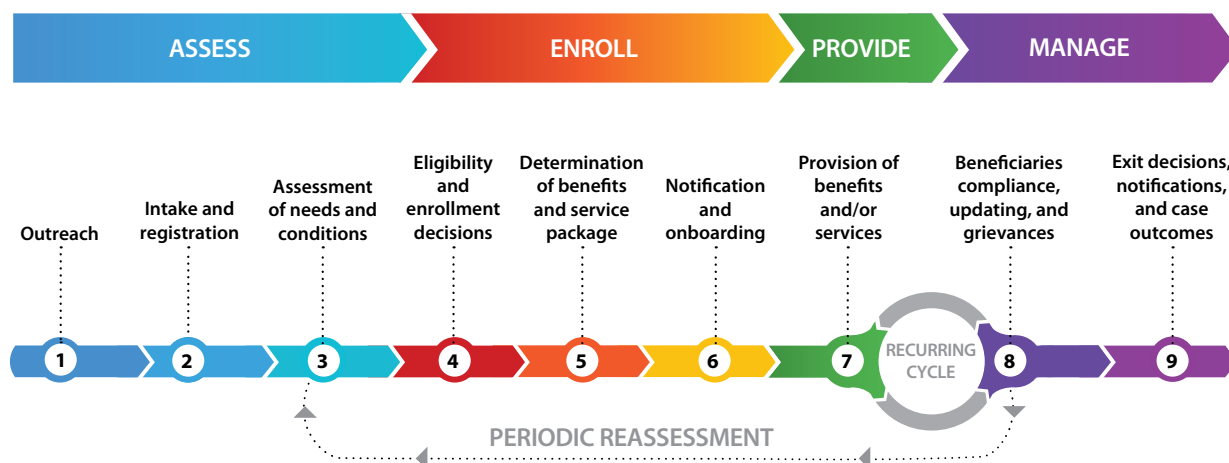 ASSESS
ENROLL
PROVIDE
MANAGE
Outreach
Intake and
registration
Assessment
of needs and
conditions
Eligibility
and
enrollment
decisions
Determination
of benefits
and service
package
Notification
and
onboarding
Provision of
benefits
and/or
services
Beneficiaries
compliance,
updating, and
grievances
Exit decisions,
notifications,
and case
outcomes
1
2
3
4
5
6
7
RECURRING
CYCLE
8
9
PERIODIC REASSESSMENT